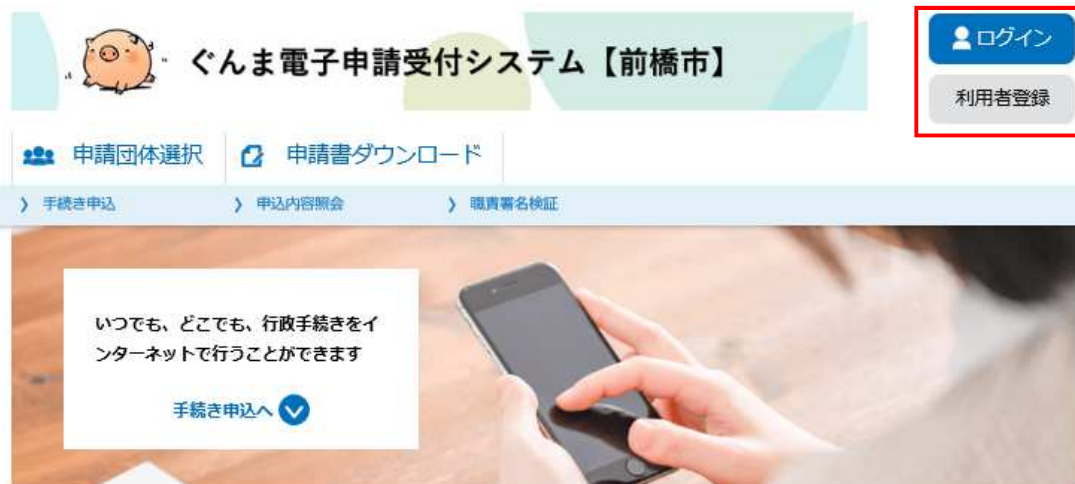 ぐんま電子申請受付システム【前橋市】
ログイン
利用者登録
申請団体選択
申請書ダウンロード
手続き申込
申込内容照会
職責署名検証
いつでも、どこでも、行政手続きをイ
ンターネットで行うことができます
手続き申込へ